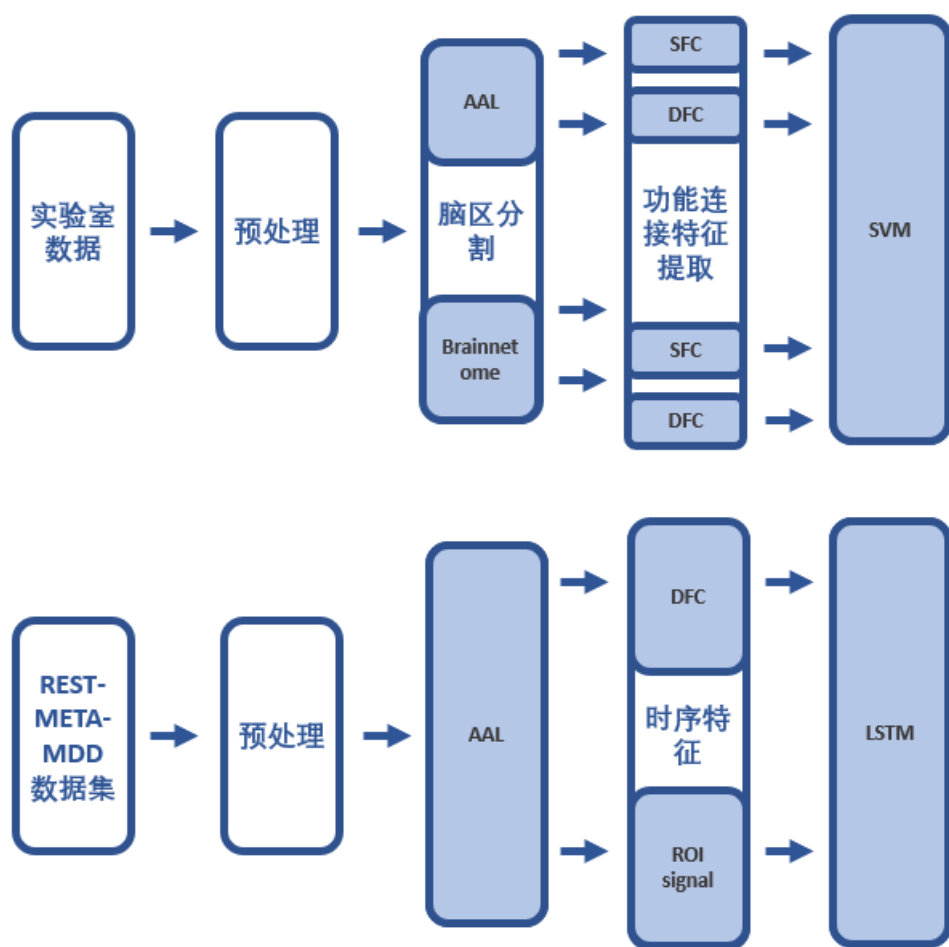 实验室
数据
预处理
AAL
脑区分
割
Brainnet
ome
SFC
DFC
功能连
接特征
提取
SFC
DFC
SVM
REST-
META-
MDD
数据集
预处理
AAL
DFC
时序特
征
ROI
signal
LSTM